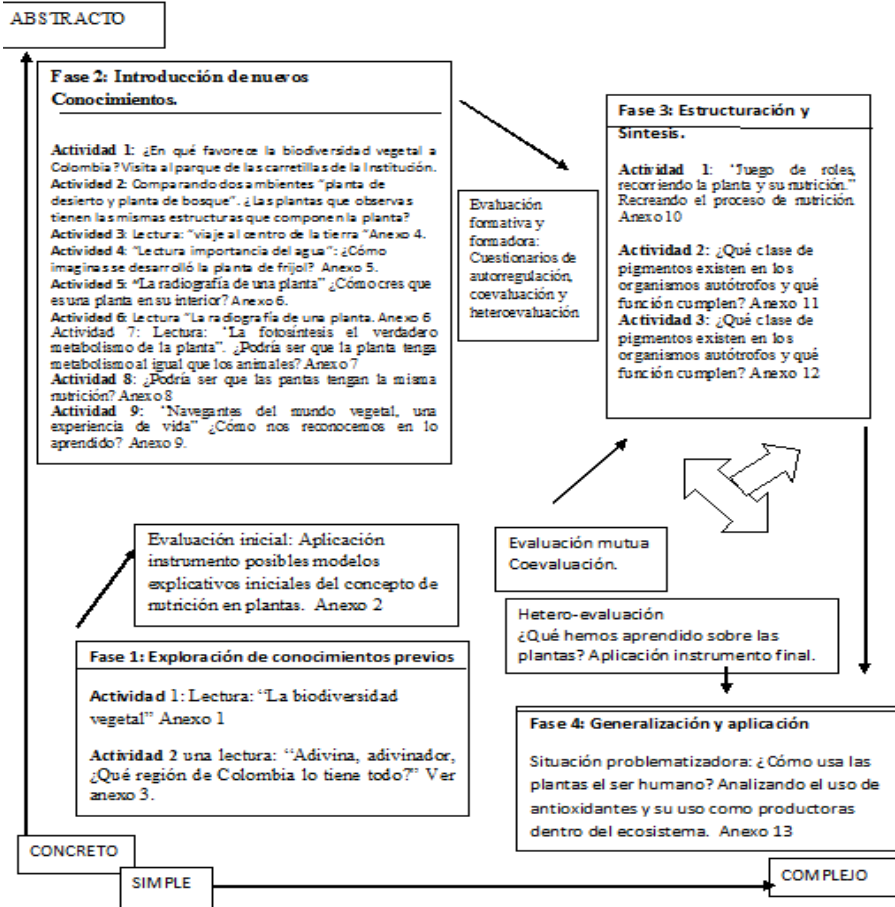 ABSTRACTO
Fase 2: Introducción de nuevos
Conocimientos.
Actividad 1: ¿En qué favorece la biodiversidad vegetal a
Colombia? Visita al parque de las carretillas de la Institución.
Actividad 2: Comparando dos ambientes "planta de
desierto y planta de bosque". ¿Las plantas que observas
tienen las mismas estructuras que componen la planta?
Actividad 3: Lectura: "viaje al centro de la tierra "Anexo 4.
Actividad 4: "Lectura importancia del agua": ¿Cómo
imaginas se desarrolló la planta de frijol? Anexo 5.
Actividad 5: "La radiografía de una planta" ¿Cómo cres que
es una planta en su interior? Anexo 6.
Actividad 6: Lectura "La radiografía de una planta. Anexo 6
Actividad 7: Lectura: "La fotosíntesis el verdadero
metabolismo de la planta". ¿Podría ser que la planta tenga
metabolismo al igual que los animales? Anexo 7
Actividad 8: ¿Podría ser que las pantas tengan la misma
nutrición? Anexo 8
Actividad 9: "Navegantes del mundo vegetal, una
experiencia de vida" ¿Cómo nos reconocemos en lo
aprendido? Anexo 9.
Evaluación
formativa y
formadora:
Cuestionarios de
autorregulación,
coevaluación y
heteroevaluación
Fase 3: Estructuración y
Síntesis.
Actividad 1: "Juego de roles,
recorriendo la planta y su nutrición."
Recreando el proceso de nutrición.
Anexo 10
Actividad 2: ¿Qué clase de
pigmentos existen en los
organismos autótrofos y qué
función cumplen? Anexo 11
Actividad 3: ¿Qué clase de
pigmentos existen en los
organismos autótrofos y qué
función cumplen? Anexo 12
Evaluación inicial: Aplicación
instrumento posibles modelos
explicativos iniciales del concepto de
nutrición en plantas. Anexo 2
Evaluación mutua
Coevaluación.
Hetero-evaluación
¿Qué hemos aprendido sobre las
plantas? Aplicación instrumento final.
Fase 1: Exploración de conocimientos previos
Actividad 1: Lectura: "La biodiversidad
vegetal" Anexo 1
Actividad 2 una lectura: "Adivina, adivinador,
¿Qué región de Colombia lo tiene todo?" Ver
anexo 3.
Fase 4: Generalización y aplicación
Situación problematizadora: ¿Cómo usa las
plantas el ser humano? Analizando el uso de
antioxidantes y su uso como productoras
dentro del ecosistema. Anexo 13
CONCRETO
SIMPLE
COMPLEJO